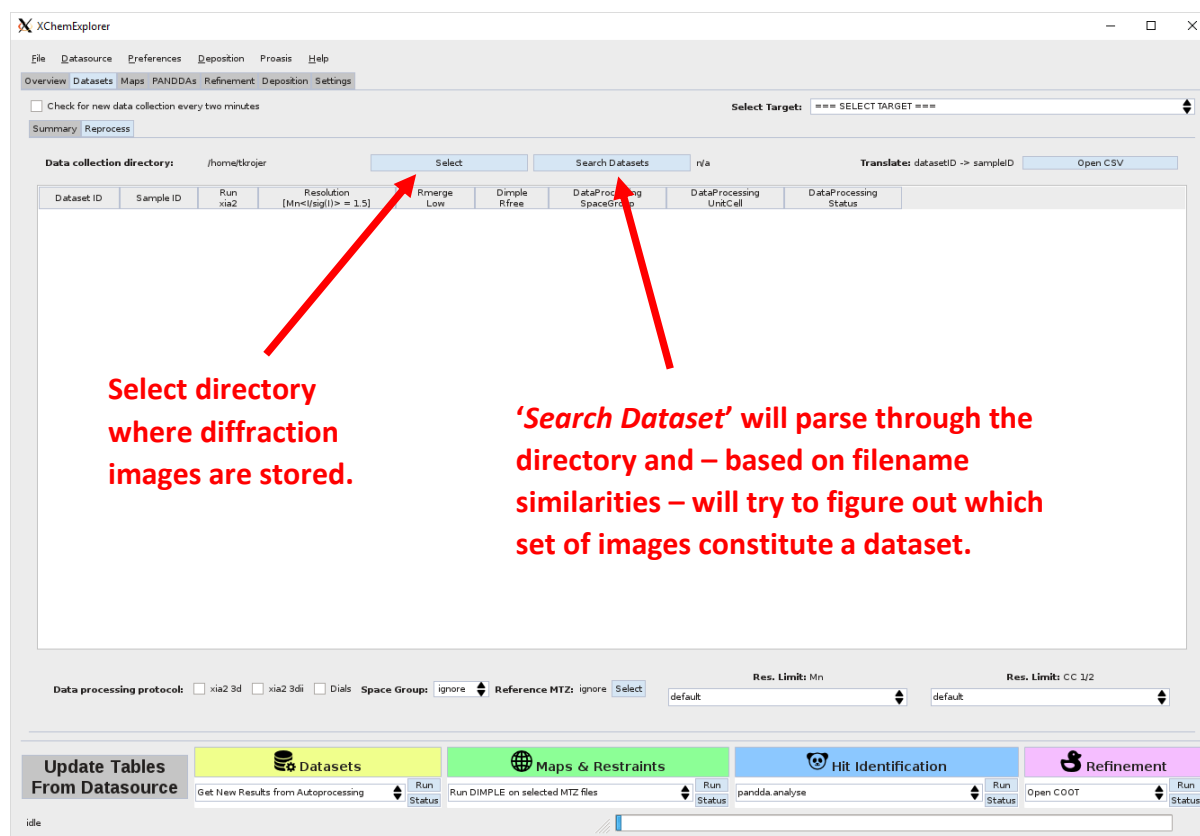 XChemExplorer
File Datasource Preferences Deposition Proasis Help
Overview Datasets Maps PANDDAs Refinement Deposition Settings
Check for new data collection every two minutes Select Target: === SELECT TARGET ===
Summary Reprocess
Data collection directory: /home/tkrojer Select Search Datasets n/a Translate: datasetID -> sampleID Open CSV
Dataset ID Sample ID Run Resolution Rmerge Dimple DataProcessing DataProcessing DataProcessing
xia2 [Mn<I/sig(I)> = 1.5] Low Rfree SpaceGroup UnitCell Status
Select directory
where diffraction
images are stored.
‘Search Dataset’ will parse through the
directory and – based on filename
similarities – will try to figure out which
set of images constitute a dataset.
Data processing protocol: xia2 3d xia2 3dii Dials Space Group: ignore Reference MTZ: ignore Select
Res. Limit: Mn Res. Limit: CC 1/2
default default
Update Tables
From Datasource
Datasets Maps & Restraints Hit Identification Refinement
Get New Results from Autoprocessing Run Status Run DIMPLE on selected MTZ files Run Status pandda.analyse Run Status Open COOT Run Status
idle